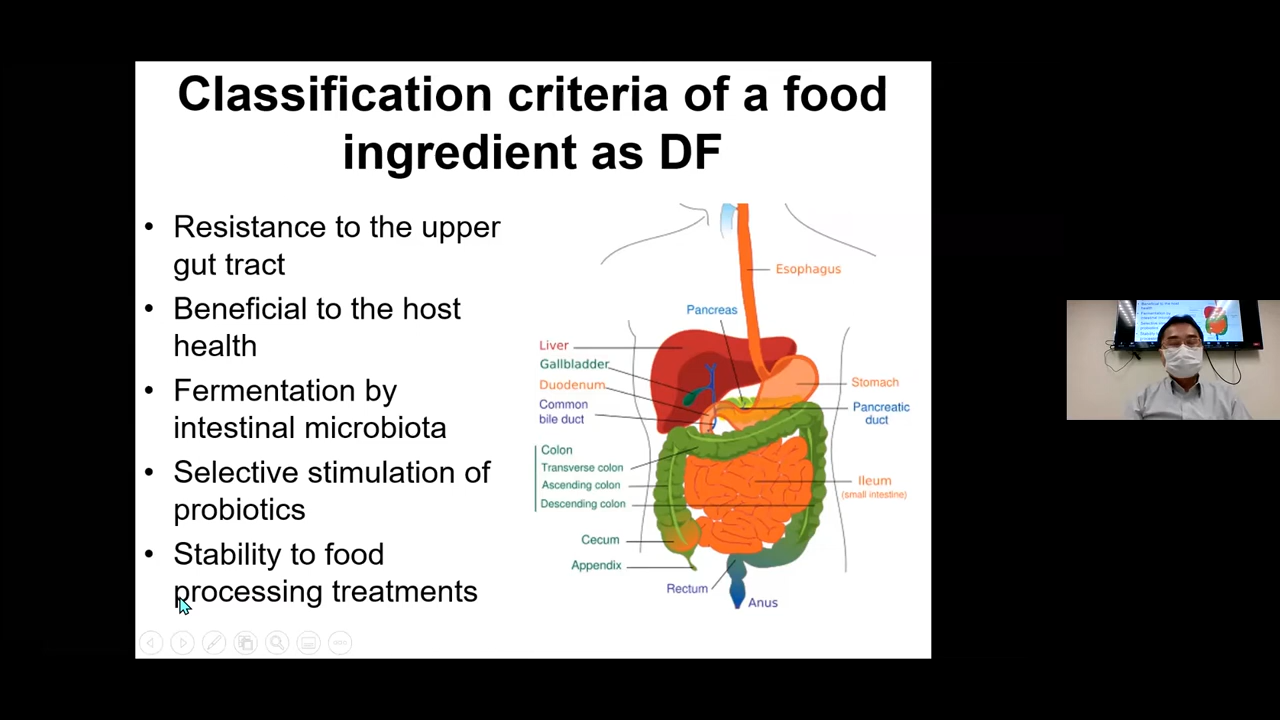 Classification criteria of a food
ingredient as DF
• Resistance to the upper
gut tract
• Beneficial to the host
health
• Fermentation by
intestinal microbiota
• Selective stimulation of
probiotics
• Stability to food
processing treatments
Esophagus
Pancreas
Liver
Gallbladder
Duodenum
Common
bile duct
Stomach
Pancreatic
duct
Colon
Transverse colon
Ascending colon
Descending colon
Ileum
(small intestine)
Cecum
Appendix
Rectum
Anus